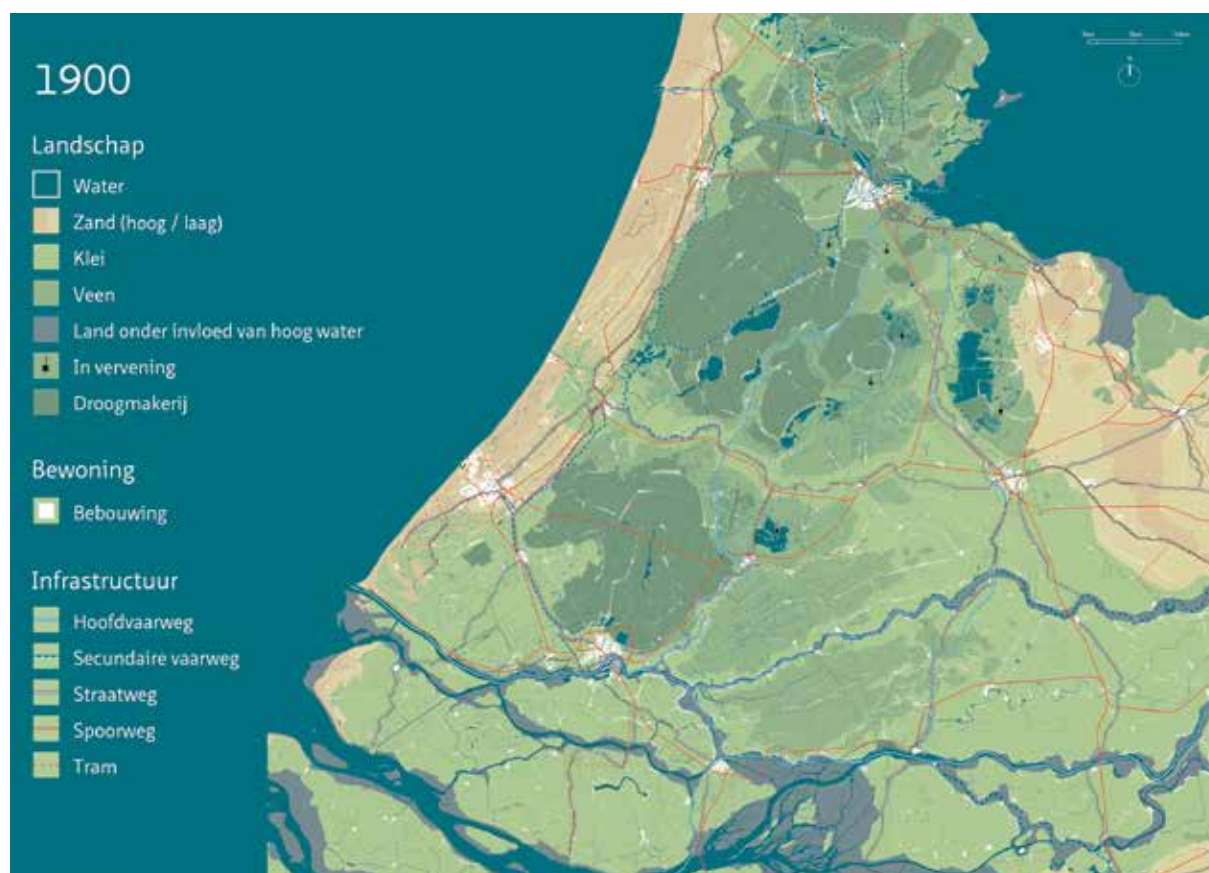 1900
Landschap
Water
Zand (hoog / laag)
Klei
Veen
Land onder invloed van hoog water
In vervening
Droogmakerij
Bewoning
Bebouwing
Infrastructuur
Hoofdvaarweg
Secundaire vaarweg
Straatweg
Spoorweg
Tram